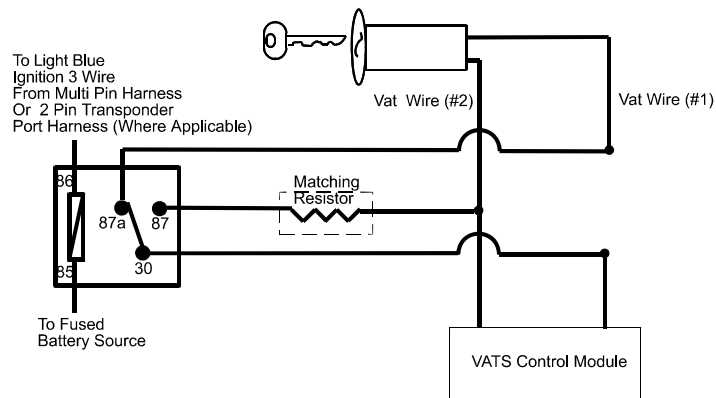 To Light Blue
Ignition 3 Wire
From Multi Pin Harness
Or 2 Pin Transponder
Port Harness (Where Applicable)
Vat Wire (#2)
Vat Wire (#1)
86
87a
87
30
85
Matching
Resistor
To Fused
Battery Source
VATS Control Module